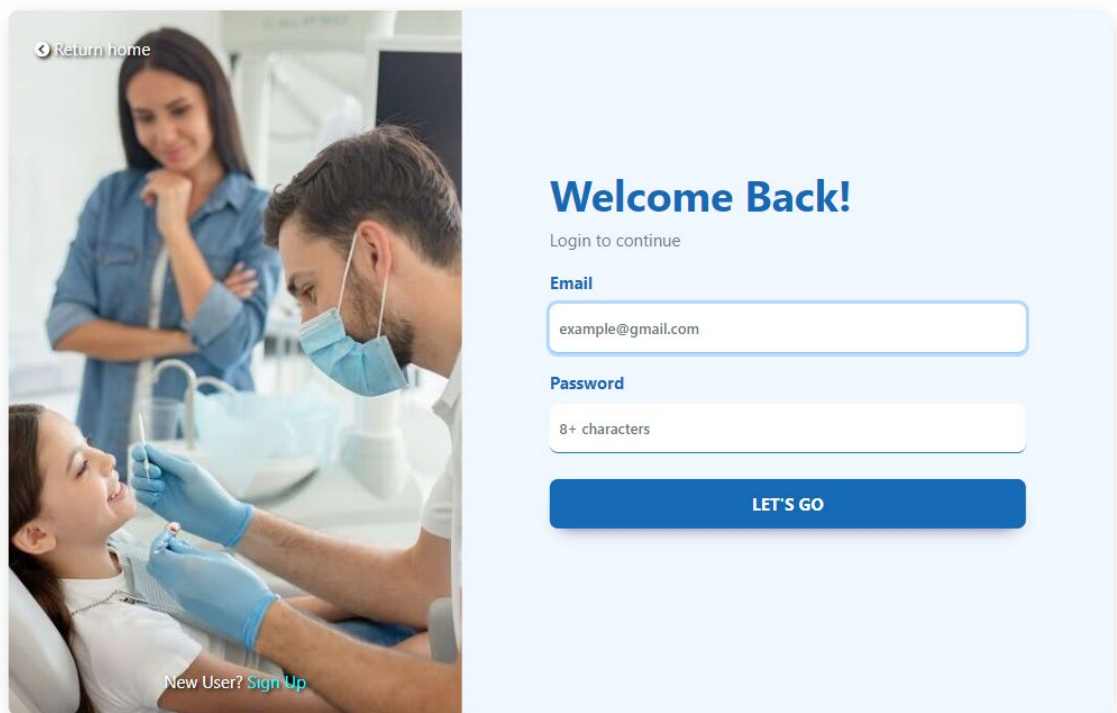 Return home
Welcome Back!
Login to continue
Email
example@gmail.com
Password
8+ characters
LET'S GO
New User? Sign Up